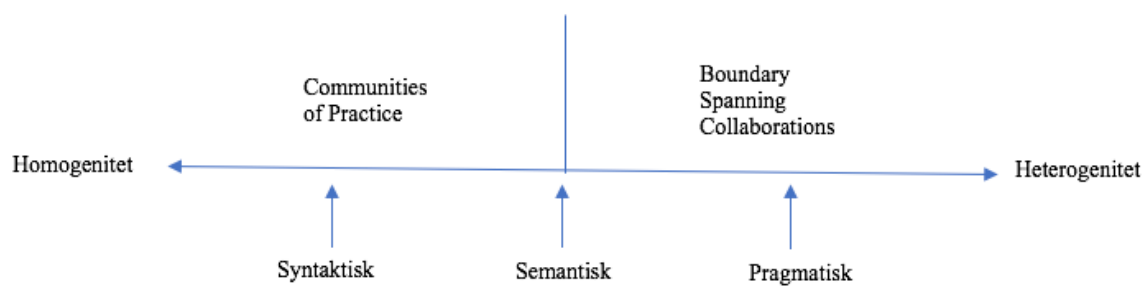 Communities
of Practice
Boundary
Spanning
Collaborations
Homogenitet
Heterogenitet
Syntaktisk
Semantisk
Pragmatisk